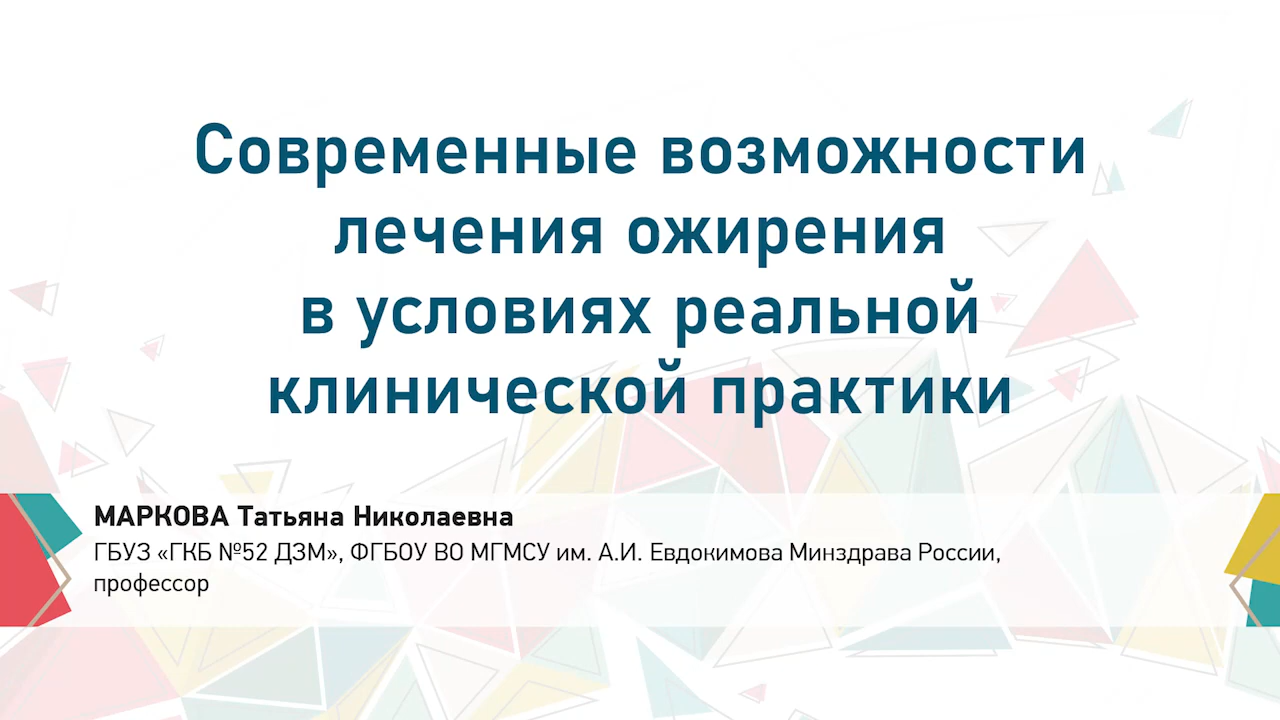 Современные возможности
лечения ожирения
в условиях реальной
клинической практики
МАРКОВА Татьяна Николаевна
ГБУЗ «ГКБ №52 ДЗМ», ФГБОУ ВО МГМСУ им. А.И. Евдокимова Минздрава России,
профессор